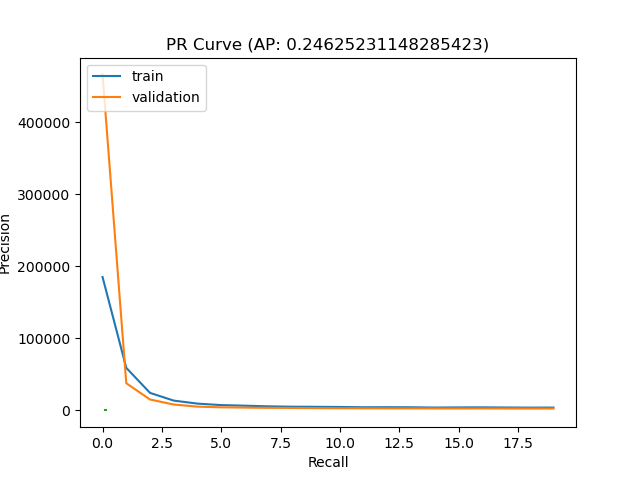 PR Curve (AP: 0.24625231148285423)
train
validation
400000
300000
200000
100000
0
Precision
0.0 2.5 5.0 7.5 10.0 12.5 15.0 17.5
Recall